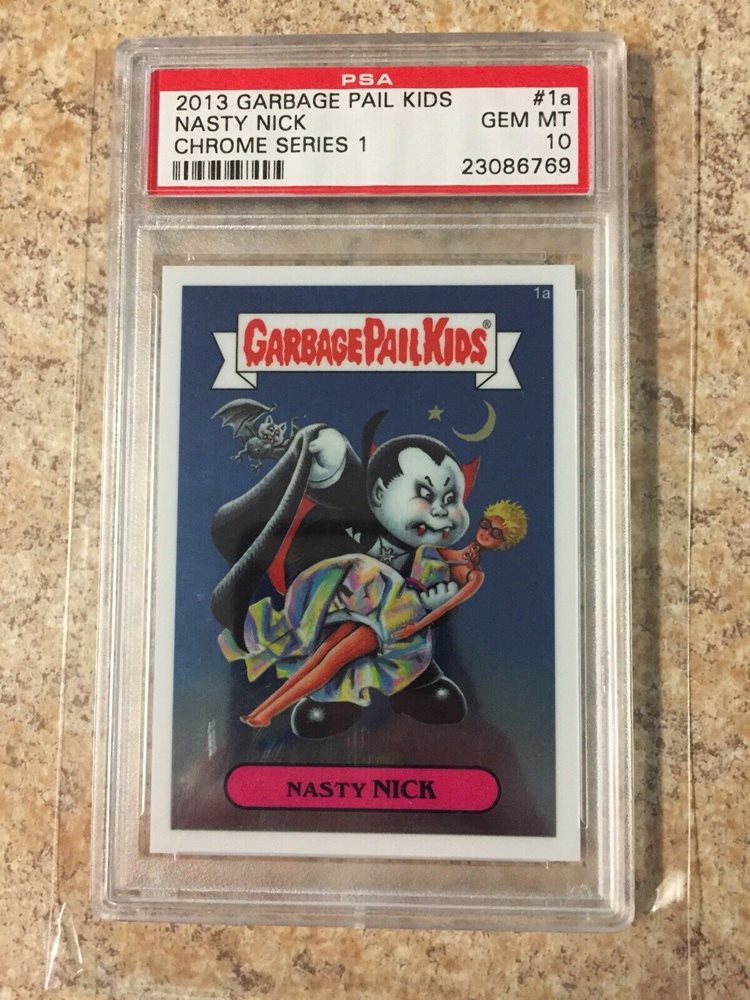 PSA
2013 GARBAGE PAIL KIDS #1a
NASTY NICK GEM MT
CHROME SERIES 1 10
23086769
1a
GARBAGE PAIL KIDS®
NASTY NICK